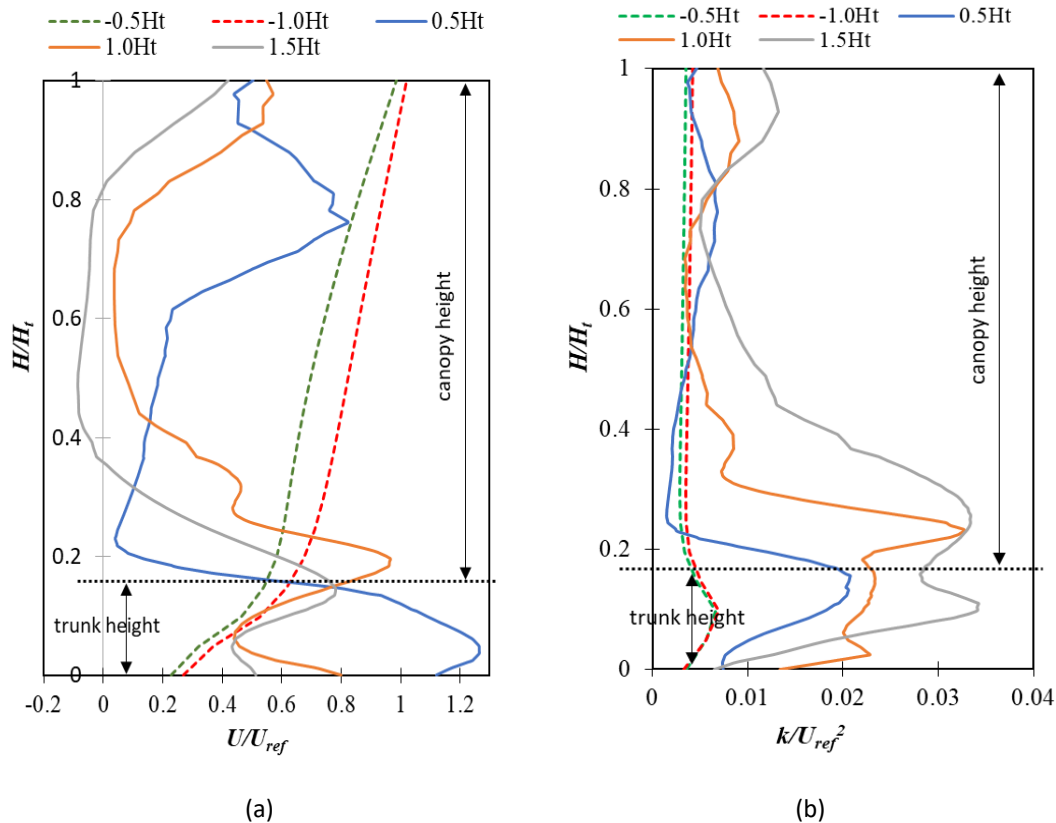 -0.5Ht -1.0Ht 0.5Ht
1.0Ht 1.5Ht
1
0.8
0.6
0.4
0.2
0
H/Ht
canopy height
trunk height
-0.2 0 0.2 0.4 0.6 0.8 1 1.2
U/Uref
(a)
-0.5Ht -1.0Ht 0.5Ht
1.0Ht 1.5Ht
1
0.8
0.6
0.4
0.2
0
H/Ht
canopy height
trunk height
0 0.01 0.02 0.03 0.04
k/Uref²
(b)